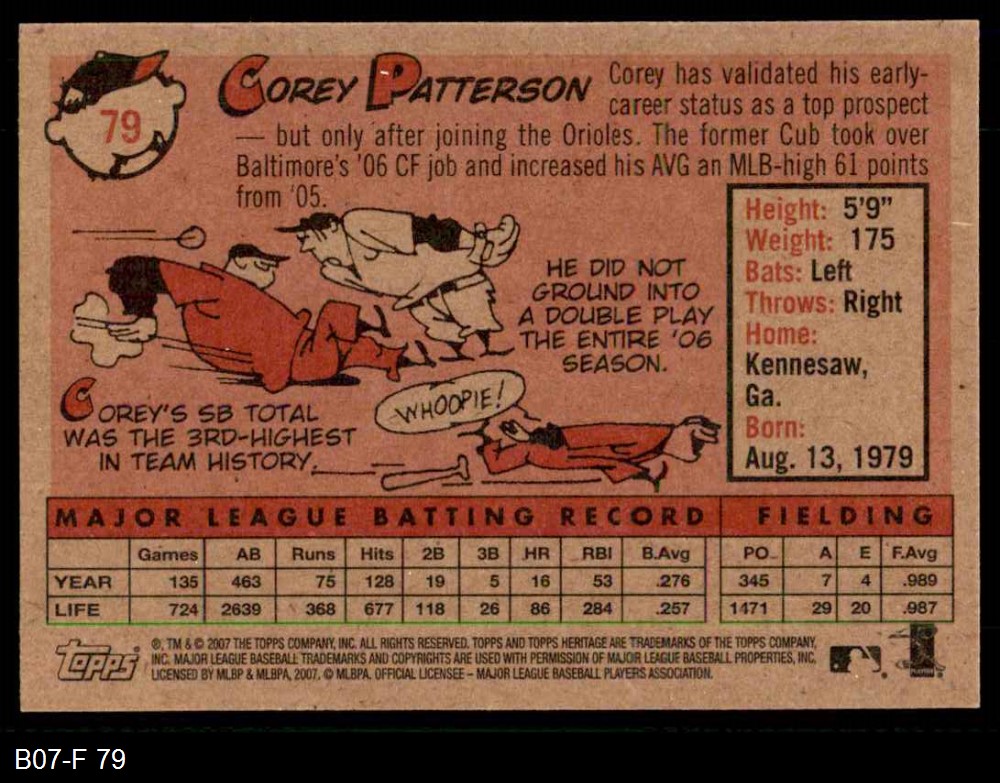 79
COREY PATTERSON
Corey has validated his early-
career status as a top prospect
— but only after joining the Orioles. The former Cub took over
Baltimore's '06 CF job and increased his AVG an MLB-high 61 points
from '05.
HE DID NOT
GROUND INTO
A DOUBLE PLAY
THE ENTIRE '06
SEASON.
COREY'S SB TOTAL
WAS THE 3RD-HIGHEST
IN TEAM HISTORY.
WHOOPIE!
Height: 5'9"
Weight: 175
Bats: Left
Throws: Right
Home:
Kennesaw,
Ga.
Born:
Aug. 13, 1979
MAJOR LEAGUE BATTING RECORD FIELDING
Games AB Runs Hits 2B 3B HR RBI B.Avg PO A E F.Avg
YEAR 135 463 75 128 19 5 16 53 .276 345 7 4 .989
LIFE 724 2639 368 677 118 26 86 284 .257 1471 29 20 .987
Topps
®, TM & © 2007 THE TOPPS COMPANY, INC. ALL RIGHTS RESERVED. TOPPS AND TOPPS HERITAGE ARE TRADEMARKS OF THE TOPPS COMPANY,
INC. MAJOR LEAGUE BASEBALL TRADEMARKS AND COPYRIGHTS ARE USED WITH PERMISSION OF MAJOR LEAGUE BASEBALL PROPERTIES, INC.
LICENSED BY MLBP & MLBPA, 2007. © MLBPA. OFFICIAL LICENSEE – MAJOR LEAGUE BASEBALL PLAYERS ASSOCIATION.
B07-F 79